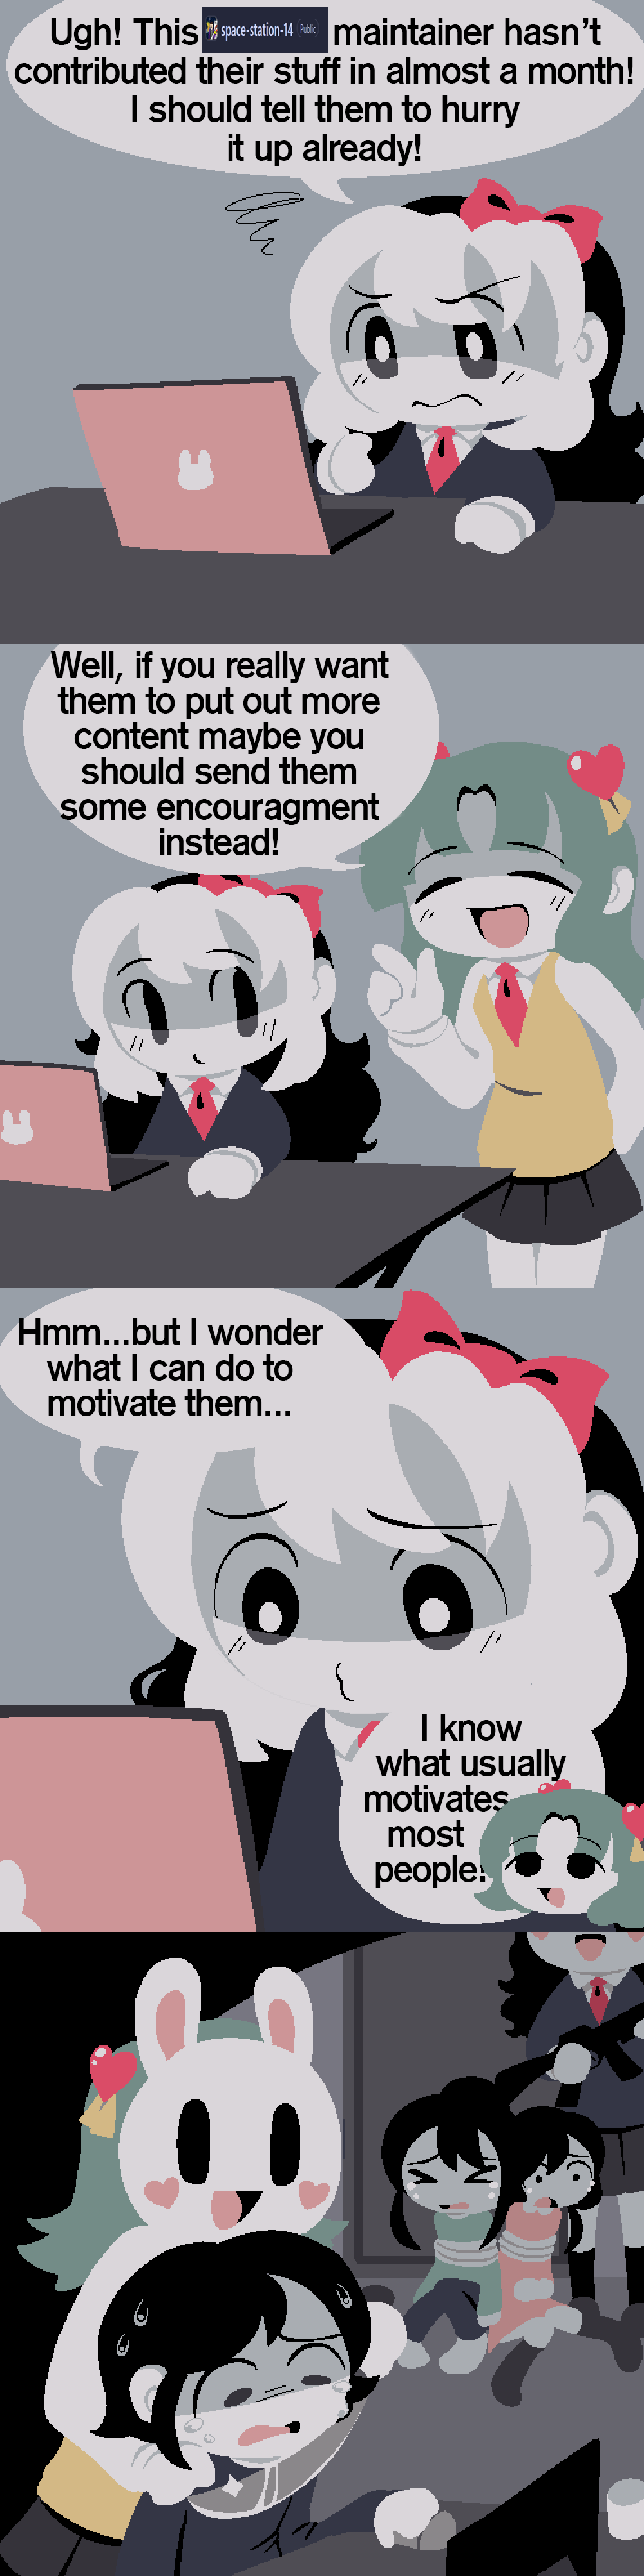 Ugh! This space-station-14 Public maintainer hasn't
contributed their stuff in almost a month!
I should tell them to hurry
it up already!
Well, if you really want
them to put out more
content maybe you
should send them
some encouragment
instead!
Hmm...but I wonder
what I can do to
motivate them...
I know
what usually
motivates
most
people!